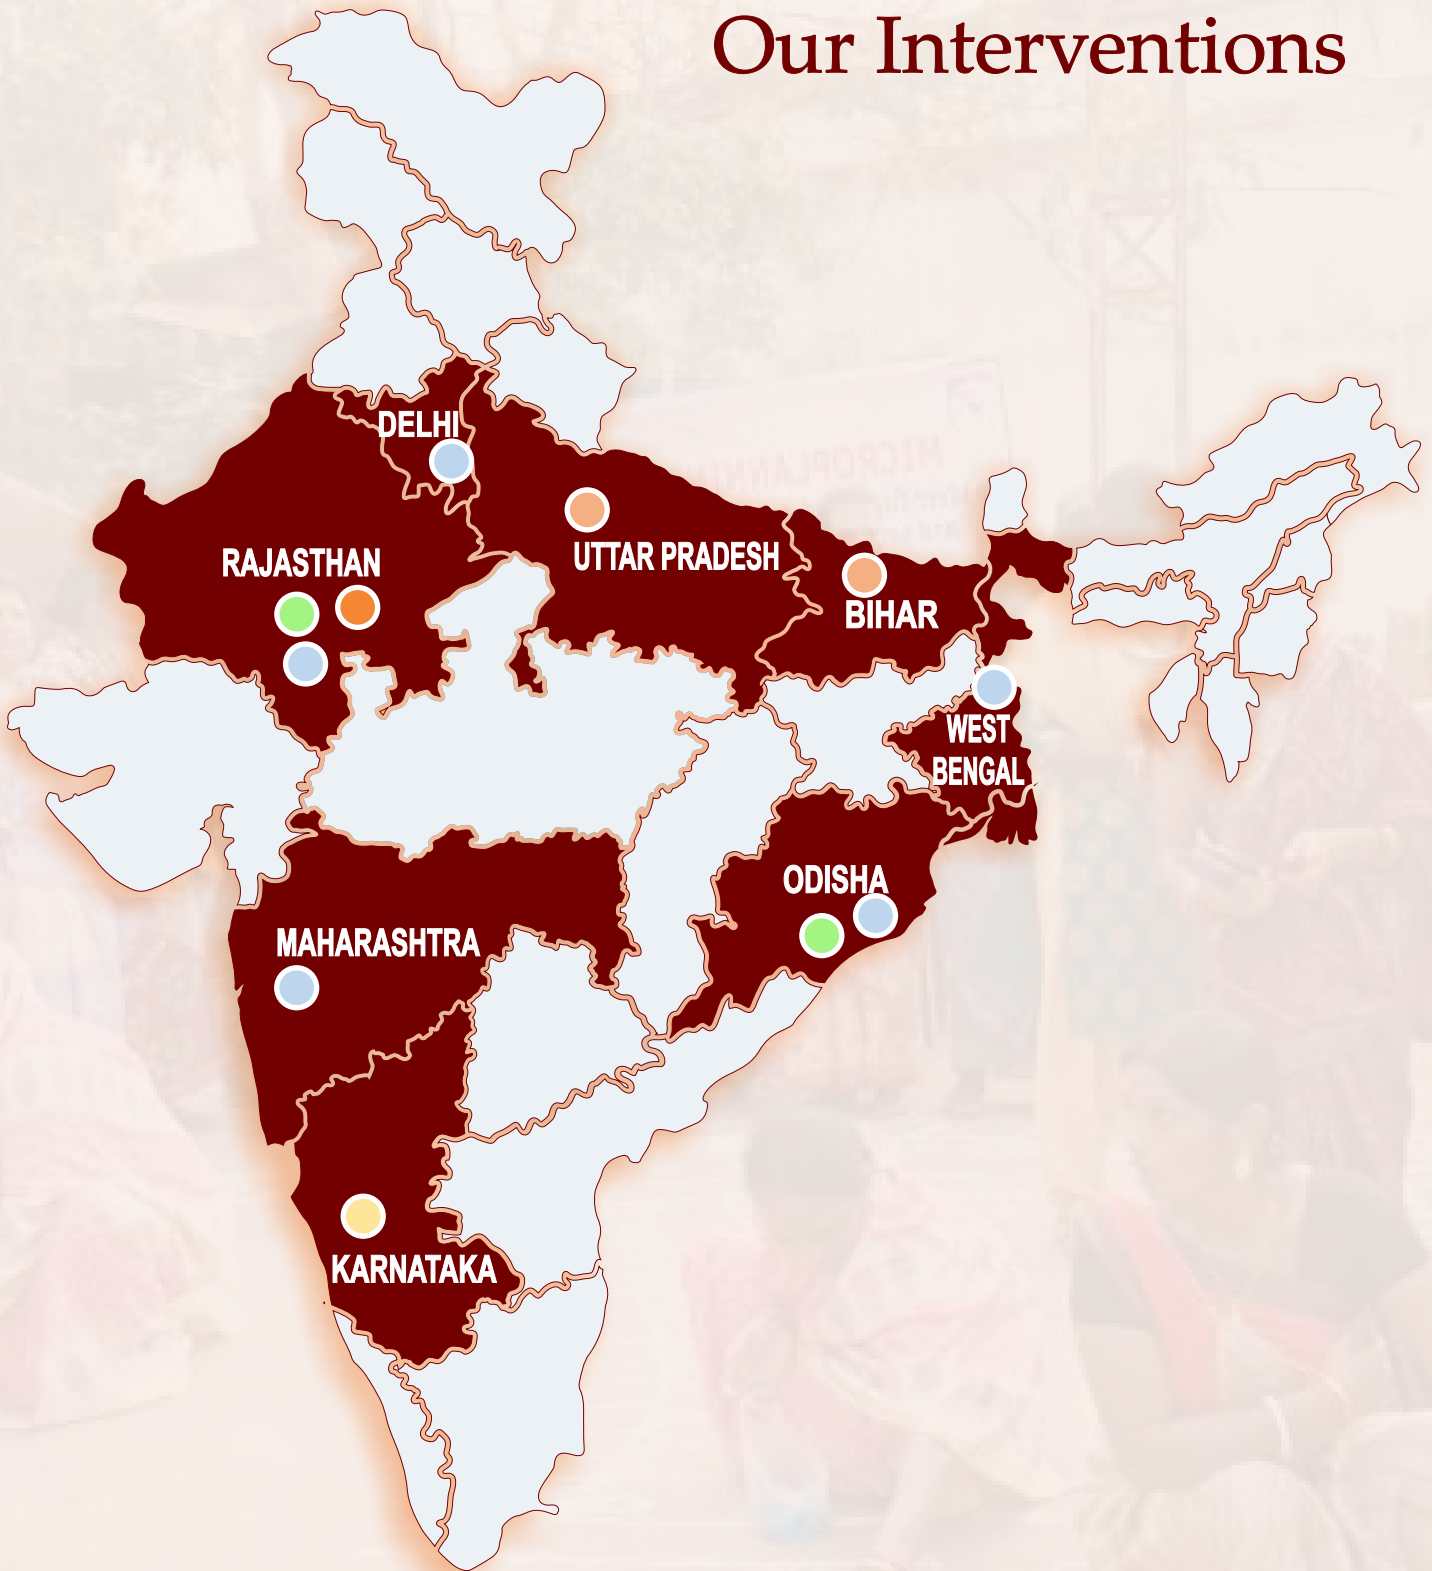 Our Interventions
DELHI
RAJASTHAN
UTTAR PRADESH
BIHAR
WEST
BENGAL
ODISHA
MAHARASHTRA
KARNATAKA